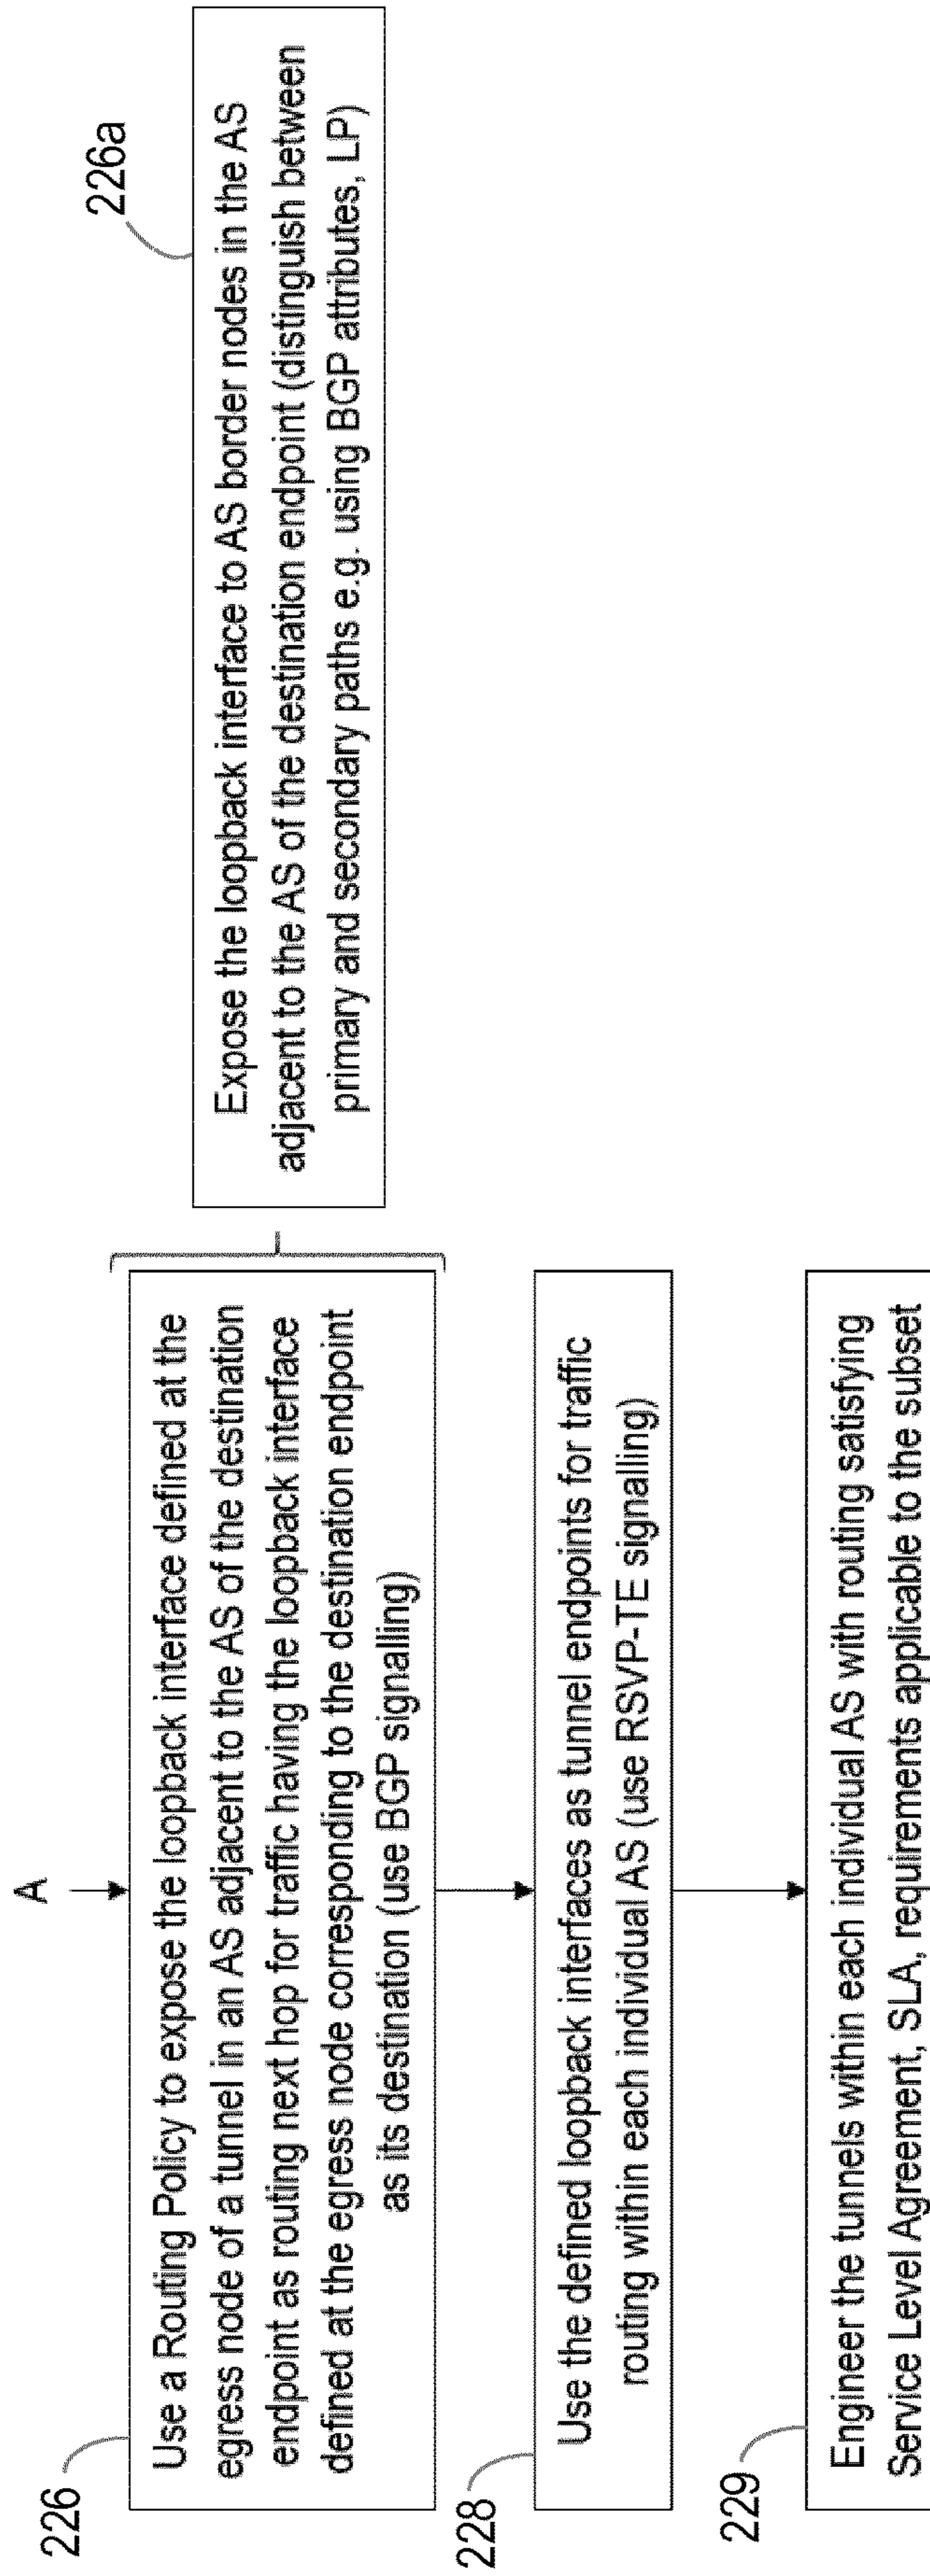 A
226
Use a Routing Policy to expose the loopback interface defined at the
egress node of a tunnel in an AS adjacent to the AS of the destination
endpoint as routing next hop for traffic having the loopback interface
defined at the egress node corresponding to the destination endpoint
as its destination (use BGP signalling)
226a
Expose the loopback interface to AS border nodes in the AS
adjacent to the AS of the destination endpoint (distinguish between
primary and secondary paths e.g. using BGP attributes, LP)
228
Use the defined loopback interfaces as tunnel endpoints for traffic
routing within each individual AS (use RSVP-TE signalling)
229
Engineer the tunnels within each individual AS with routing satisfying
Service Level Agreement, SLA, requirements applicable to the subset